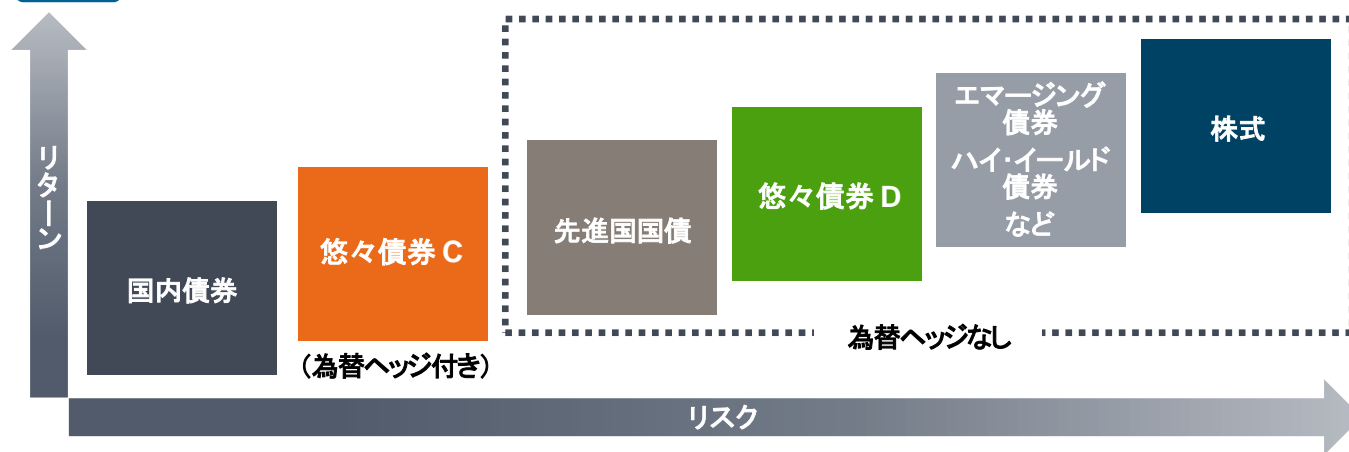 リターン
国内債券
悠々債券 C
(為替ヘッジ付き)
先進国国債
悠々債券 D
エマージング
債券
ハイ・イールド
債券
など
株式
為替ヘッジなし
リスク